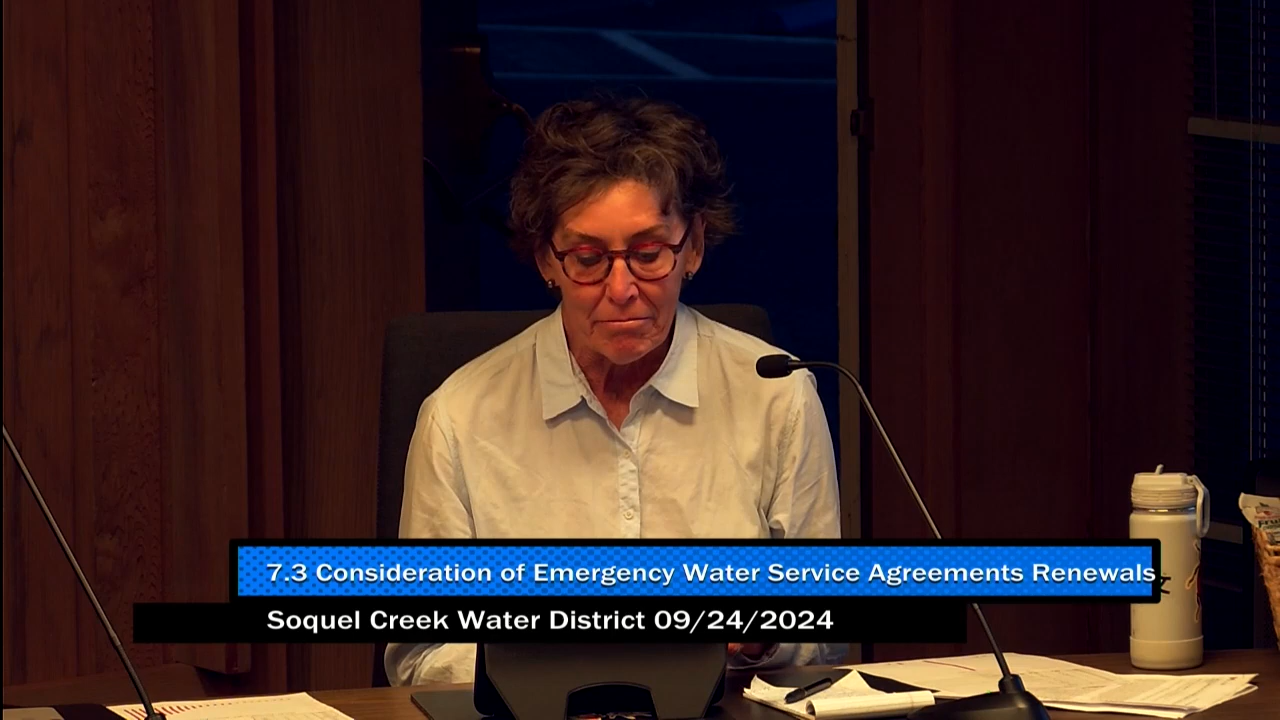 7.3 Consideration of Emergency Water Service Agreements Renewals
Soquel Creek Water District 09/24/2024